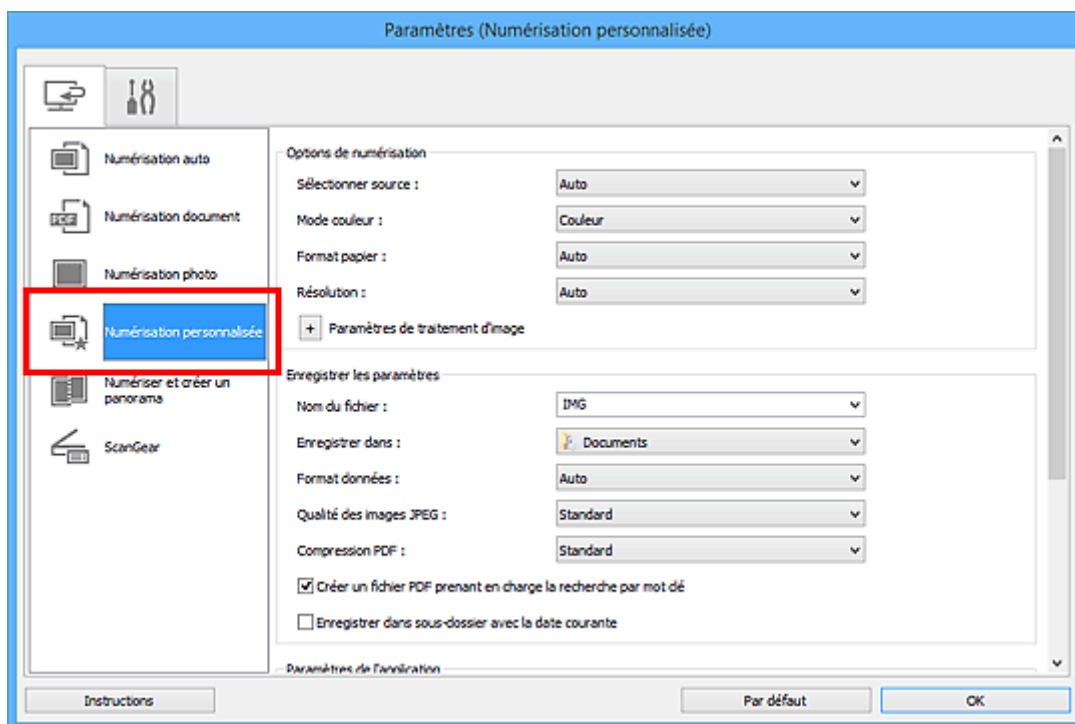 Paramètres (Numérisation personnalisée)
Numérisation auto
Numérisation document
Numérisation photo
Numérisation personnalisée
Numériser et créer un
panorama
ScanGear
Options de numérisation
Sélectionner source : Auto
Mode couleur : Couleur
Format papier : Auto
Résolution : Auto
+ Paramètres de traitement d'image
Enregistrer les paramètres
Nom du fichier : IMG
Enregistrer dans : Documents
Format données : Auto
Qualité des images JPEG : Standard
Compression PDF : Standard
Créer un fichier PDF prenant en charge la recherche par mot clé
Enregistrer dans sous-dossier avec la date courante
Paramètres de l'application
Instructions Par défaut OK